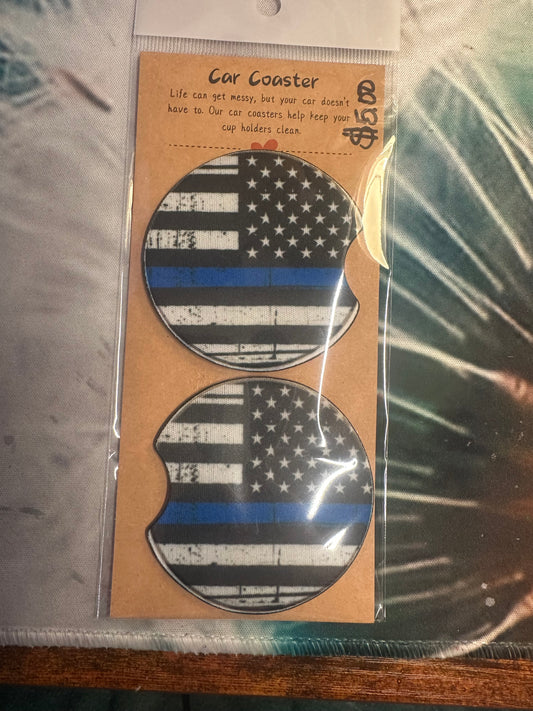 Car Coaster
Life can get messy, but your car doesn't
have to. Our car coasters help keep your
cup holders clean.
$5.00